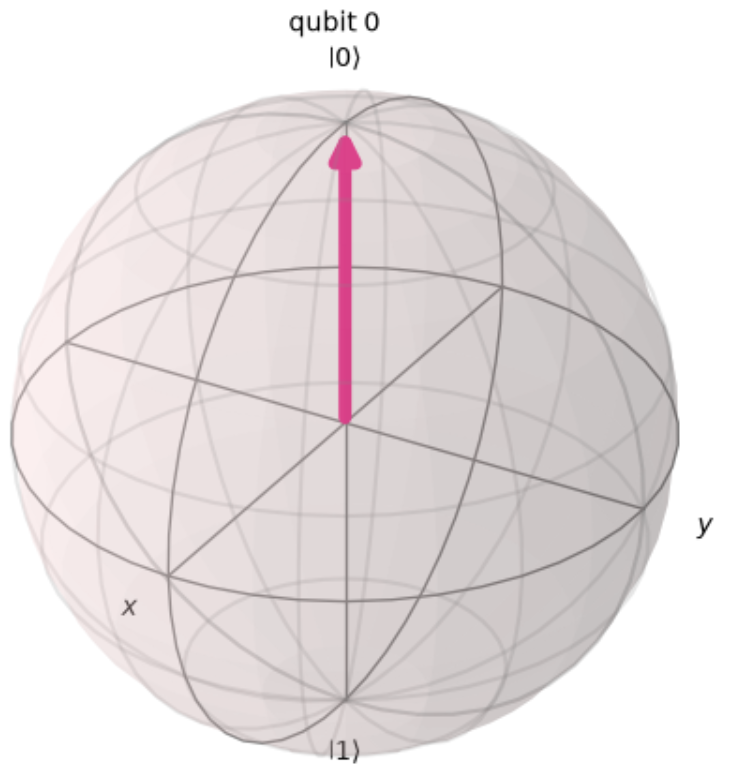 qubit 0
|0⟩
y
x
|1⟩